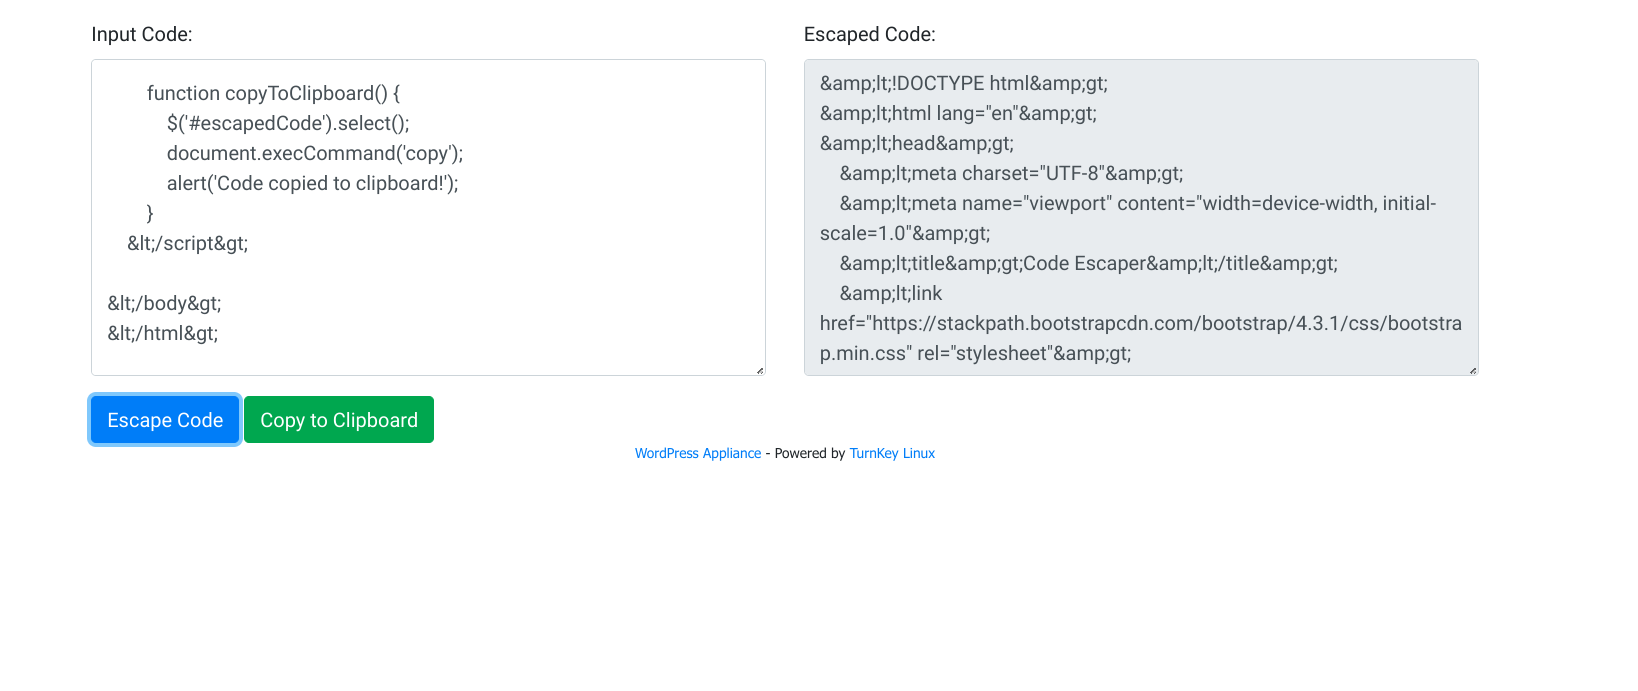 Input Code:
function copyToClipboard() {
$('#escapedCode').select();
document.execCommand('copy');
alert('Code copied to clipboard!');
}
&lt;/script&gt;
&lt;/body&gt;
&lt;/html&gt;
Escape Code
Copy to Clipboard
Escaped Code:
&amp;lt;!DOCTYPE html&amp;gt;
&amp;lt;html lang="en"&amp;gt;
&amp;lt;head&amp;gt;
&amp;lt;meta charset="UTF-8"&amp;gt;
&amp;lt;meta name="viewport" content="width=device-width, initial-
scale=1.0"&amp;gt;
&amp;lt;title&amp;gt;Code Escaper&amp;lt;/title&amp;gt;
&amp;lt;link
href="https://stackpath.bootstrapcdn.com/bootstrap/4.3.1/css/bootstra
p.min.css" rel="stylesheet"&amp;gt;
WordPress Appliance - Powered by TurnKey Linux